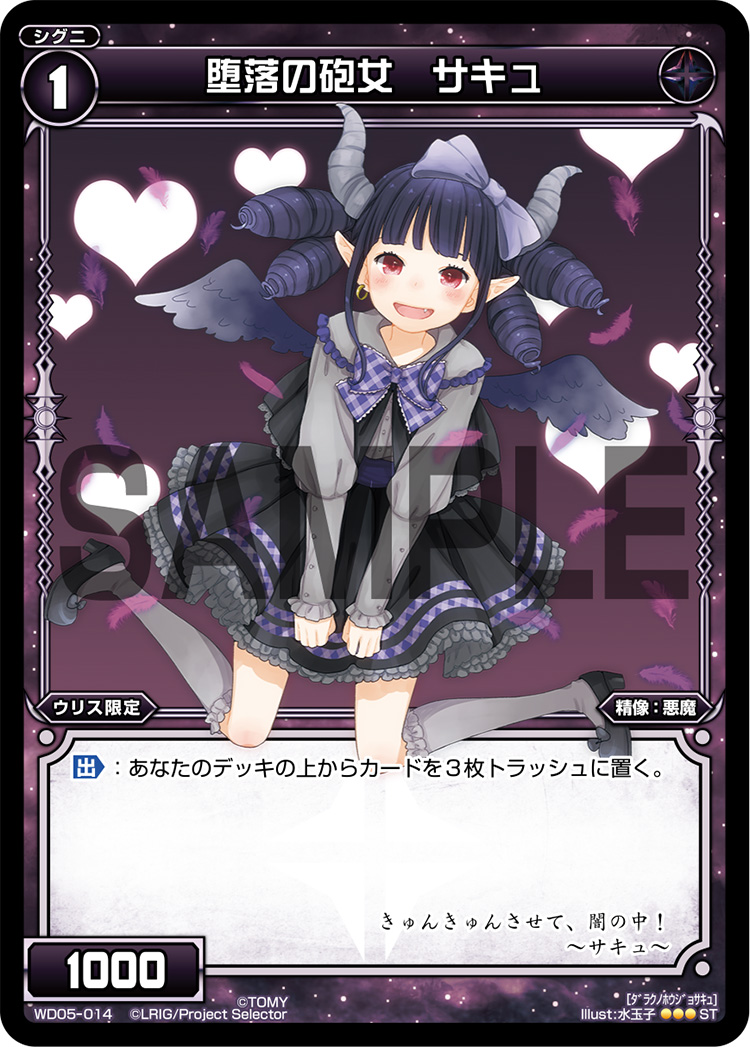 シグニ
1
堕落の砲女　サキュ
SAMPLE
ウリス限定
精像：悪魔
出：あなたのデッキの上からカードを３枚トラッシュに置く。
きゅんきゅんさせて、闇の中！
～サキュ～
1000
©TOMY
[ﾀﾞﾗｸﾉﾎｳｼﾞｮｻｷｭ]
WD05-014 ©LRIG/Project Selector
Illust:水玉子 ST